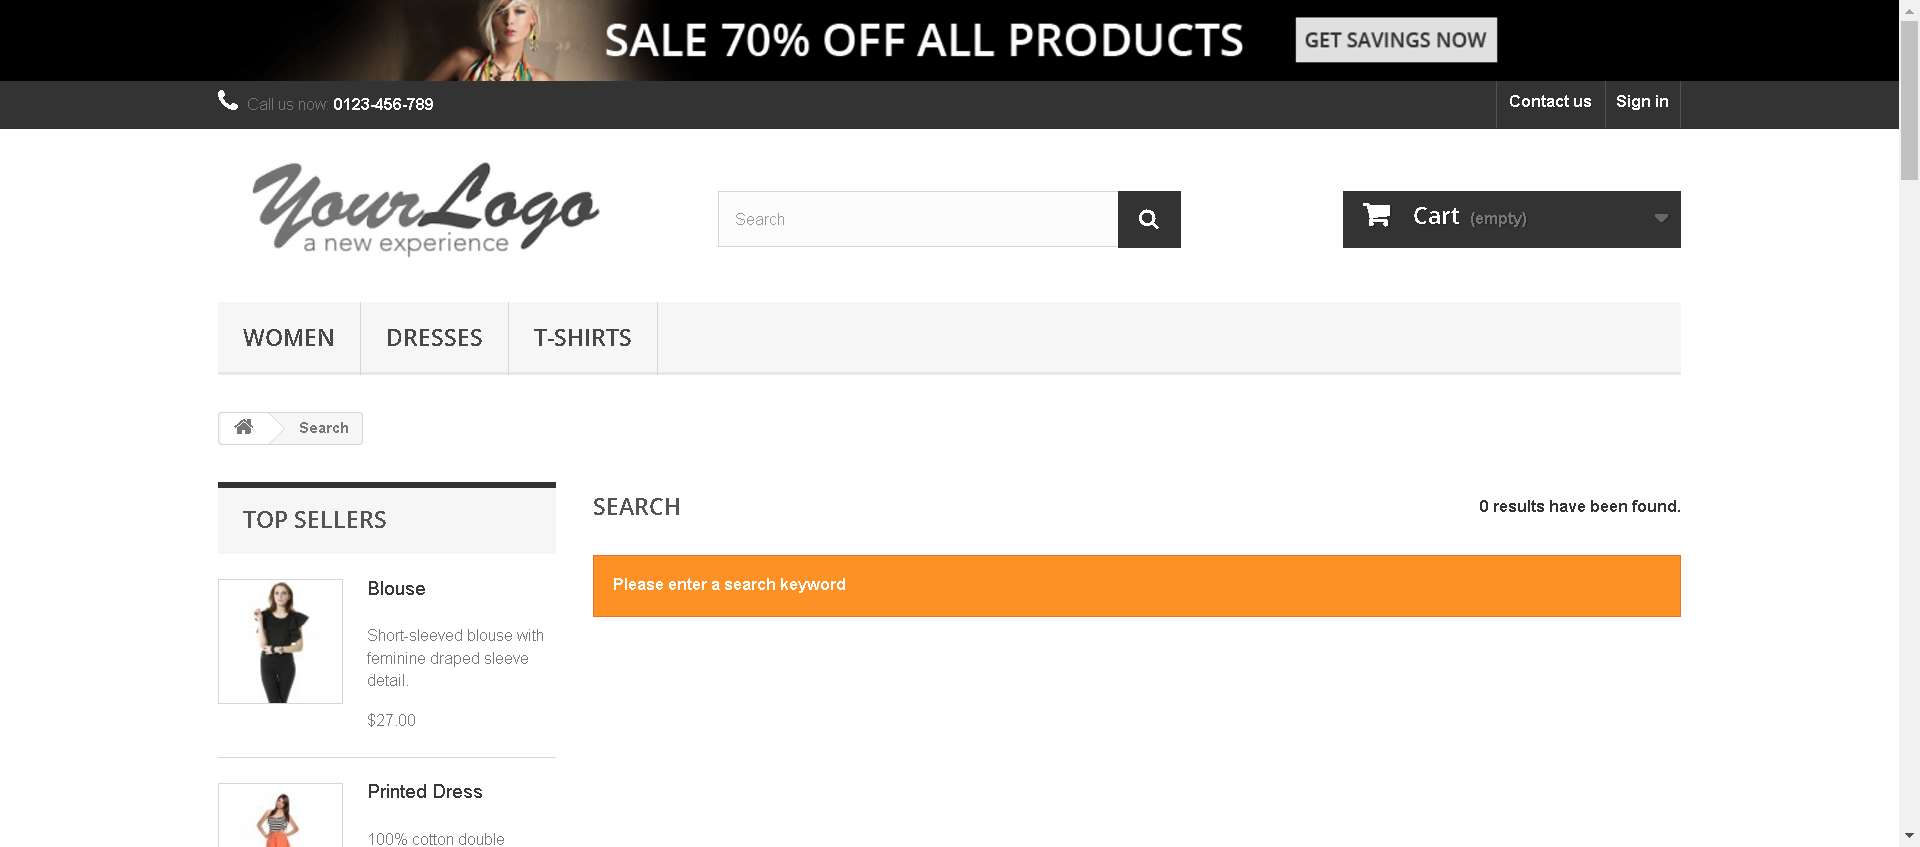 SALE 70% OFF ALL PRODUCTS
GET SAVINGS NOW
Call us now: 0123-456-789
Contact us
Sign in
YourLogo
a new experience
Search
Cart (empty)
WOMEN
DRESSES
T-SHIRTS
Search
TOP SELLERS
Blouse
Short-sleeved blouse with
feminine draped sleeve
detail.
$27.00
Printed Dress
100% cotton double
SEARCH
0 results have been found.
Please enter a search keyword